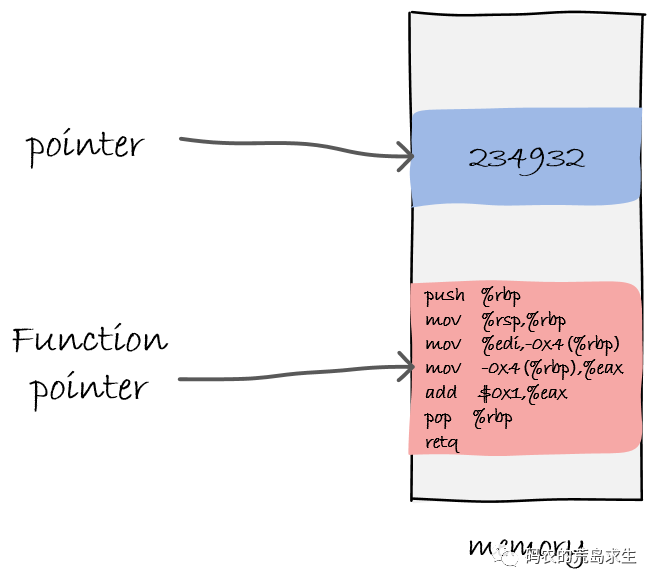 pointer
234932
Function
pointer
push %rbp
mov %rsp,%rbp
mov %edi,-0x4(%rbp)
mov -0x4(%rbp),%eax
add $0x1,%eax
pop %rbp
retq
memory
码农的荒岛求生